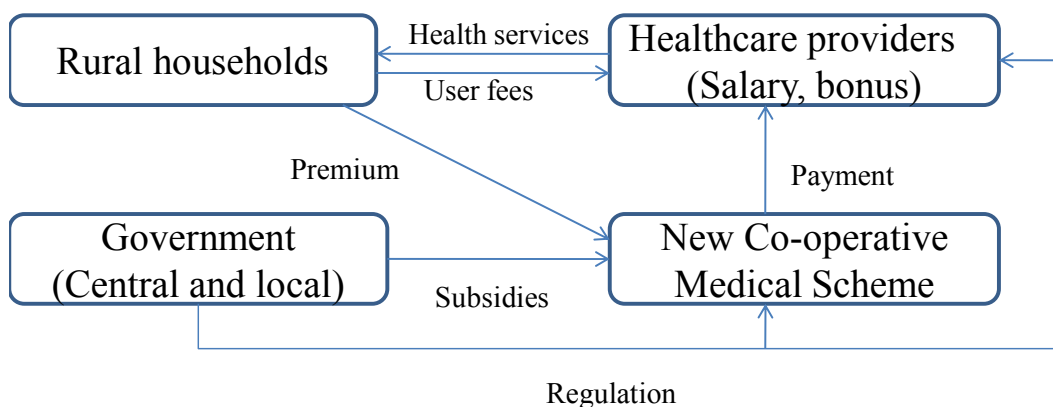 Rural households
Health services
User fees
Healthcare providers
(Salary, bonus)
Premium
Payment
Government
(Central and local)
Subsidies
New Co-operative
Medical Scheme
Regulation